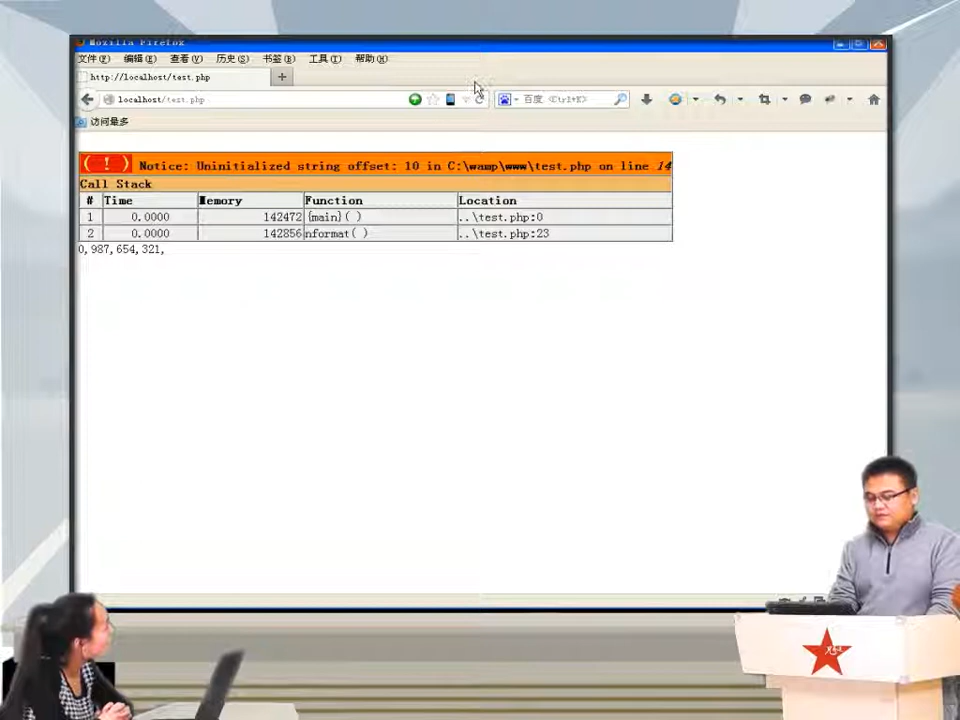 Mozilla Firefox
文件(F) 编辑(E) 查看(V) 历史(S) 书签(B) 工具(T) 帮助(H)
http://localhost/test.php +
localhost/test.php 百度 <Ctrl+K>
访问最多
( ! ) Notice: Uninitialized string offset: 10 in C:\wamp\www\test.php on line 14
Call Stack
# Time Memory Function Location
1 0.0000 142472 {main}( ) ..\test.php:0
2 0.0000 142856 nformat( ) ..\test.php:23
0,987,654,321,